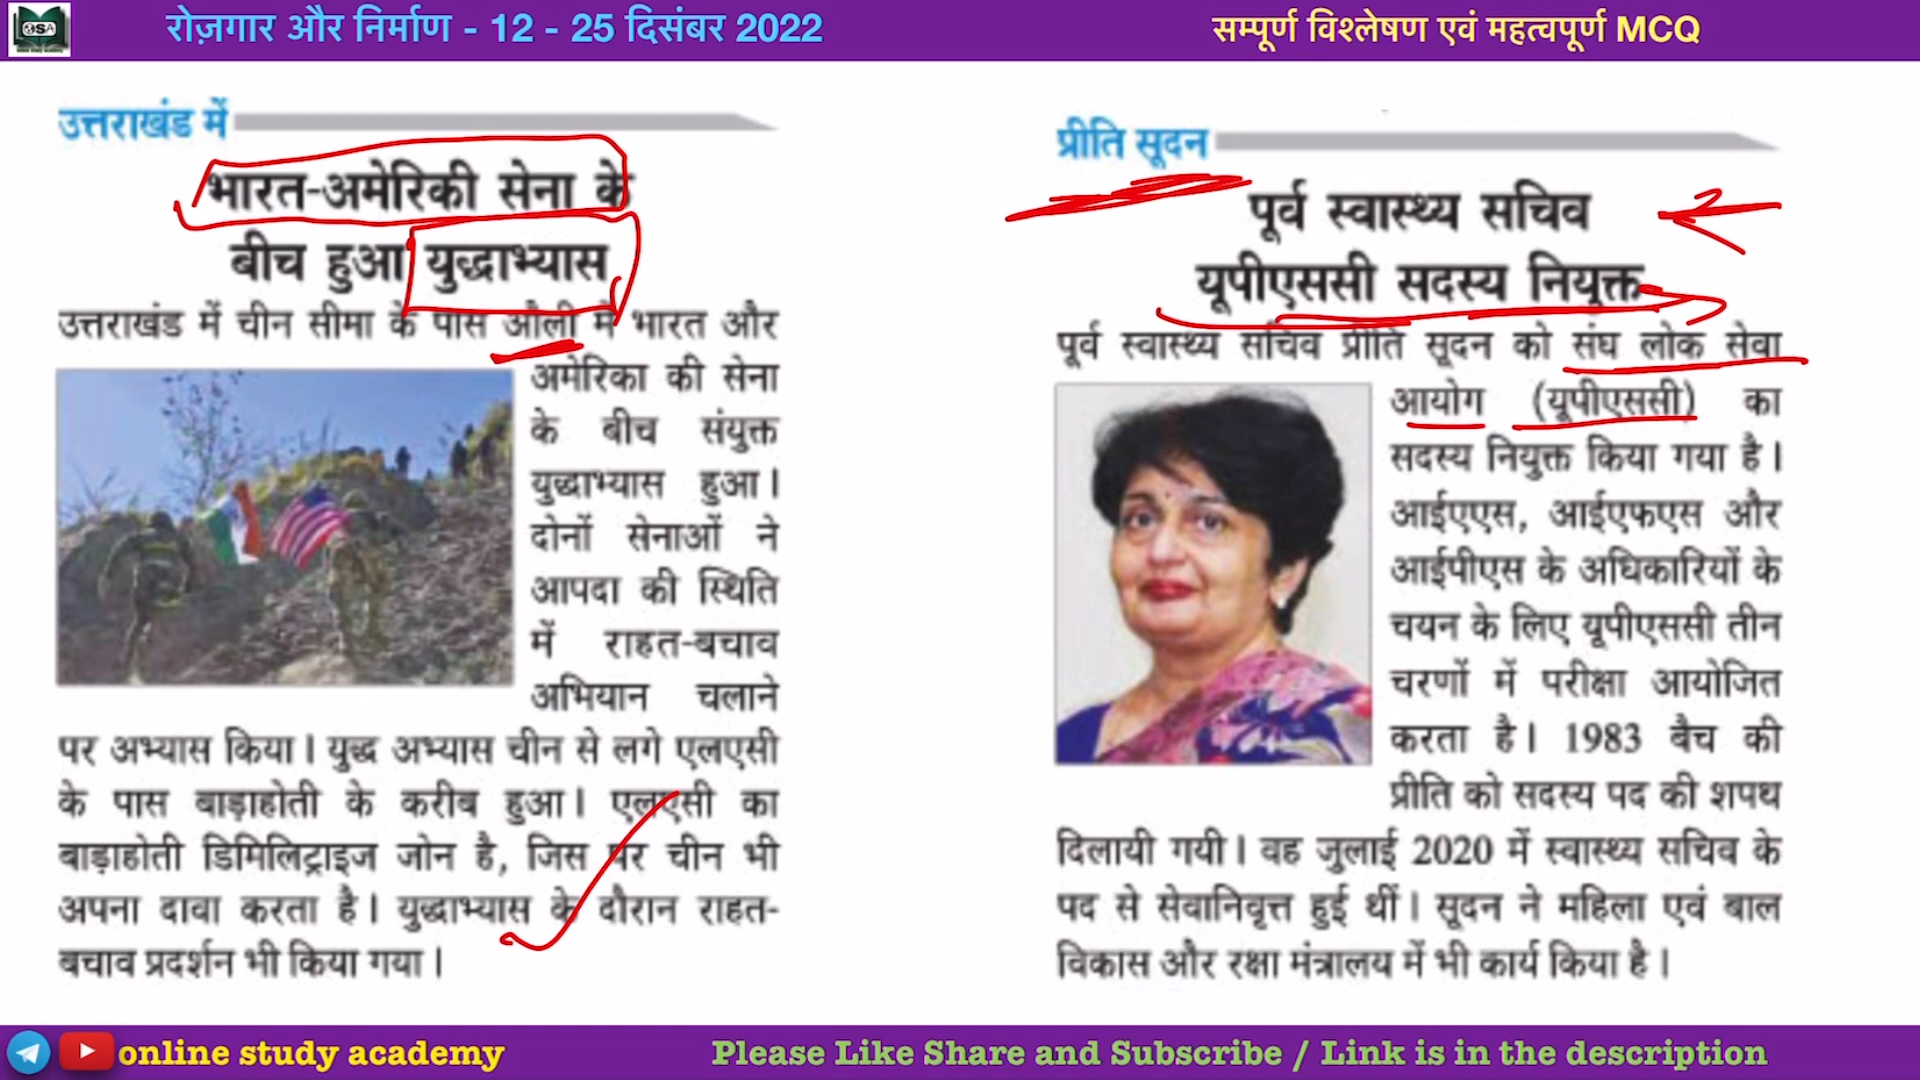 OSA
रोज़गार और निर्माण - 12 - 25 दिसंबर 2022
सम्पूर्ण विश्लेषण एवं महत्वपूर्ण MCQ
उत्तराखंड में
भारत-अमेरिकी सेना के
बीच हुआ युद्धाभ्यास
उत्तराखंड में चीन सीमा के पास औली में भारत और
अमेरिका की सेना
के बीच संयुक्त
युद्धाभ्यास हुआ।
दोनों सेनाओं ने
आपदा की स्थिति
में राहत-बचाव
अभियान चलाने
पर अभ्यास किया। युद्ध अभ्यास चीन से लगे एलएसी
के पास बाड़ाहोती के करीब हुआ। एलएसी का
बाड़ाहोती डिमिलिट्राइज जोन है, जिस पर चीन भी
अपना दावा करता है। युद्धाभ्यास के दौरान राहत-
बचाव प्रदर्शन भी किया गया।
प्रीति सूदन
पूर्व स्वास्थ्य सचिव
यूपीएससी सदस्य नियुक्त
पूर्व स्वास्थ्य सचिव प्रीति सूदन को संघ लोक सेवा
आयोग (यूपीएससी) का
सदस्य नियुक्त किया गया है।
आईएएस, आईएफएस और
आईपीएस के अधिकारियों के
चयन के लिए यूपीएससी तीन
चरणों में परीक्षा आयोजित
करता है। 1983 बैच की
प्रीति को सदस्य पद की शपथ
दिलायी गयी। वह जुलाई 2020 में स्वास्थ्य सचिव के
पद से सेवानिवृत्त हुई थीं। सूदन ने महिला एवं बाल
विकास और रक्षा मंत्रालय में भी कार्य किया है।
online study academy
Please Like Share and Subscribe / Link is in the description